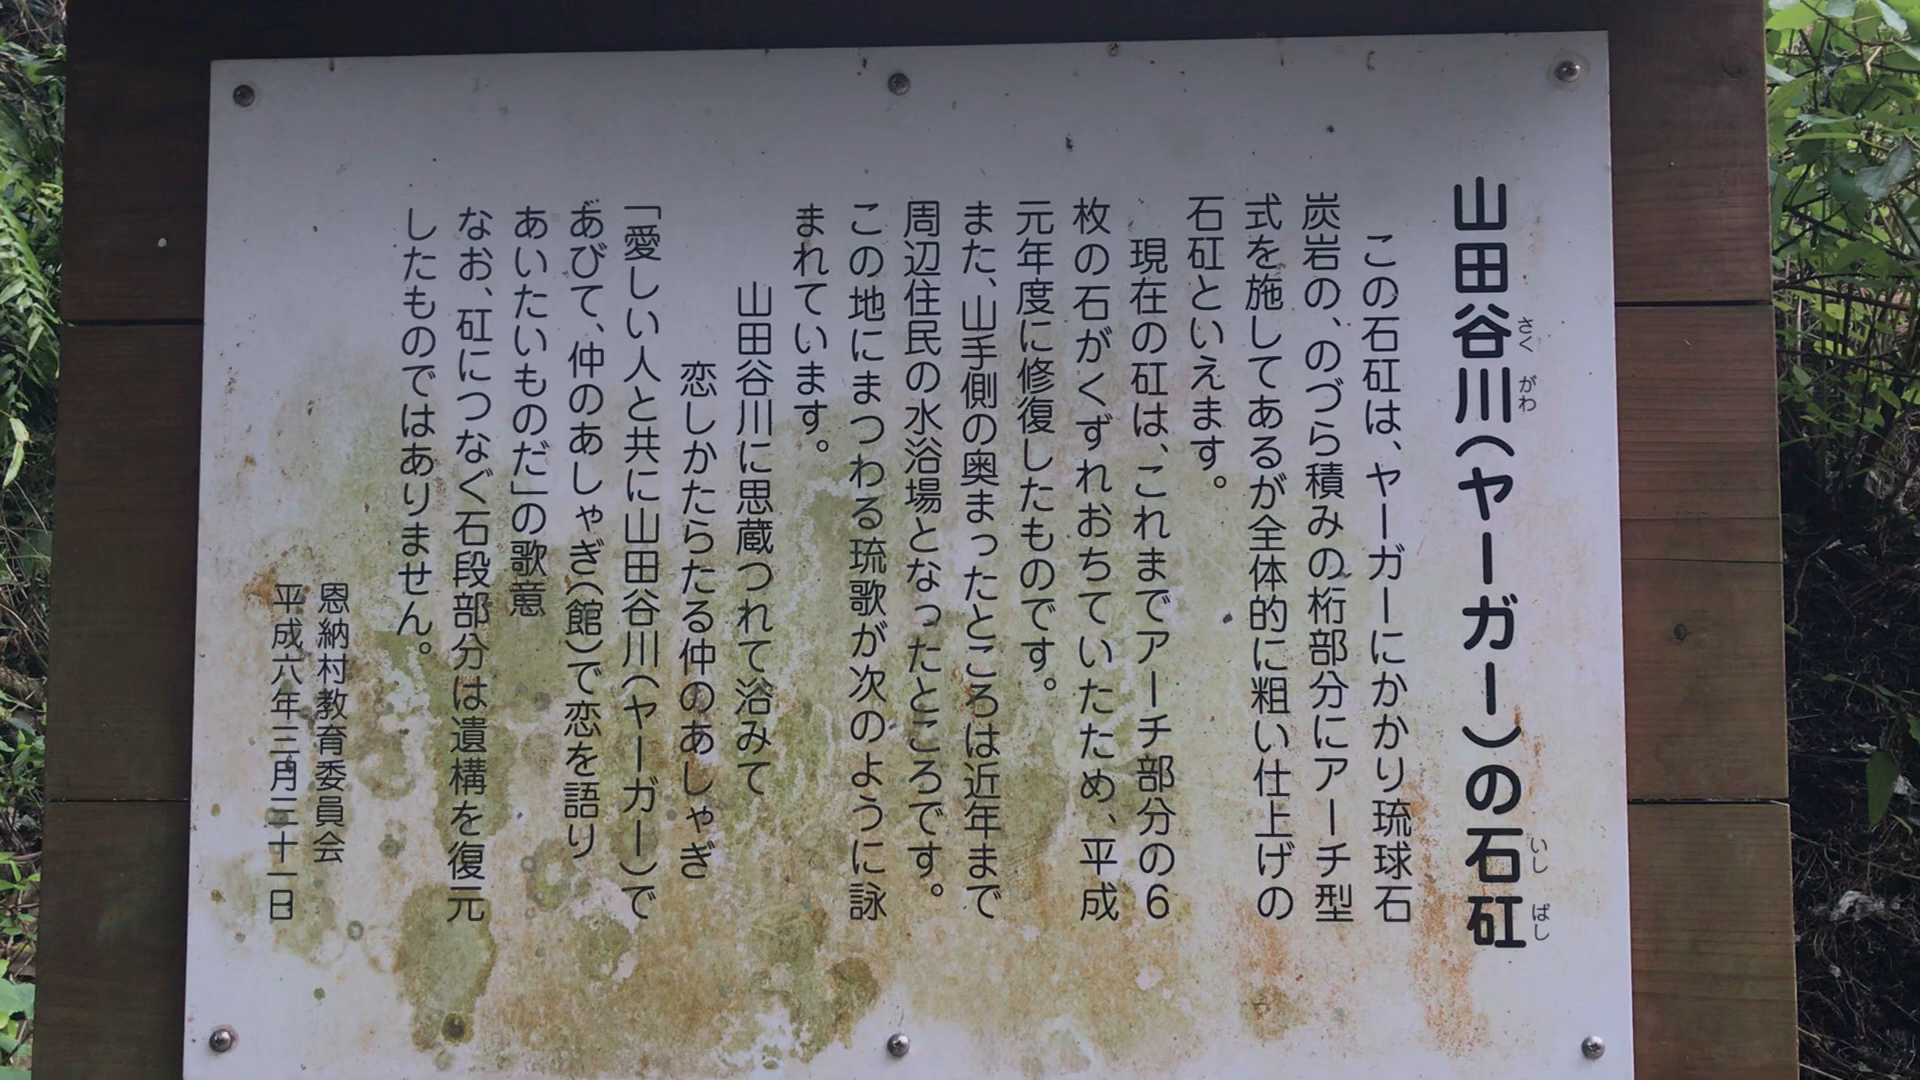 山田谷川(ヤーガー)の石矼
さく がわ いし ばし
この石矼は、ヤーガーにかかり琉球石
炭岩の、のづら積みの桁部分にアーチ型
式を施してあるが全体的に粗い仕上げの
石矼といえます。
現在の矼は、これまでアーチ部分の6
枚の石がくずれおちていたため、平成
元年度に修復したものです。
また、山手側の奥まったところは近年まで
周辺住民の水浴場となったところです。
この地にまつわる琉歌が次のように詠
まれています。
山田谷川に思蔵つれて浴みて
恋しかたらたる仲のあしゃぎ
「愛しい人と共に山田谷川(ヤーガー)で
あびて、仲のあしゃぎ(館)で恋を語り
あいたいものだ」の歌意
なお、矼につなぐ石段部分は遺構を復元
したものではありません。
恩納村教育委員会
平成六年三月三十一日